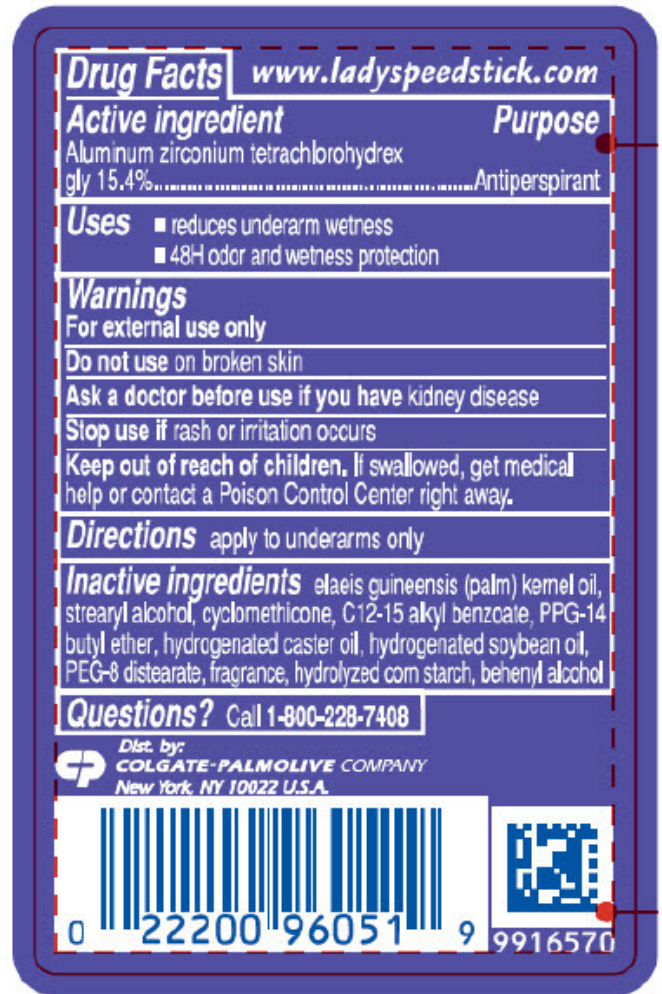 Drug Facts www.ladyspeedstick.com
Active ingredient Purpose
Aluminum zirconium tetrachlorohydrex
gly 15.4%.....................................................Antiperspirant
Uses ■ reduces underarm wetness
■ 48H odor and wetness protection
Warnings
For external use only
Do not use on broken skin
Ask a doctor before use if you have kidney disease
Stop use if rash or irritation occurs
Keep out of reach of children. If swallowed, get medical
help or contact a Poison Control Center right away.
Directions apply to underarms only
Inactive ingredients elaeis guineensis (palm) kernel oil,
strearyl alcohol, cyclomethicone, C12-15 alkyl benzoate, PPG-14
butyl ether, hydrogenated caster oil, hydrogenated soybean oil,
PEG-8 distearate, fragrance, hydrolyzed corn starch, behenyl alcohol
Questions? Call 1-800-228-7408
CP
Dist. by:
COLGATE-PALMOLIVE COMPANY
New York, NY 10022 U.S.A.
0 22200 96051 9
9916570